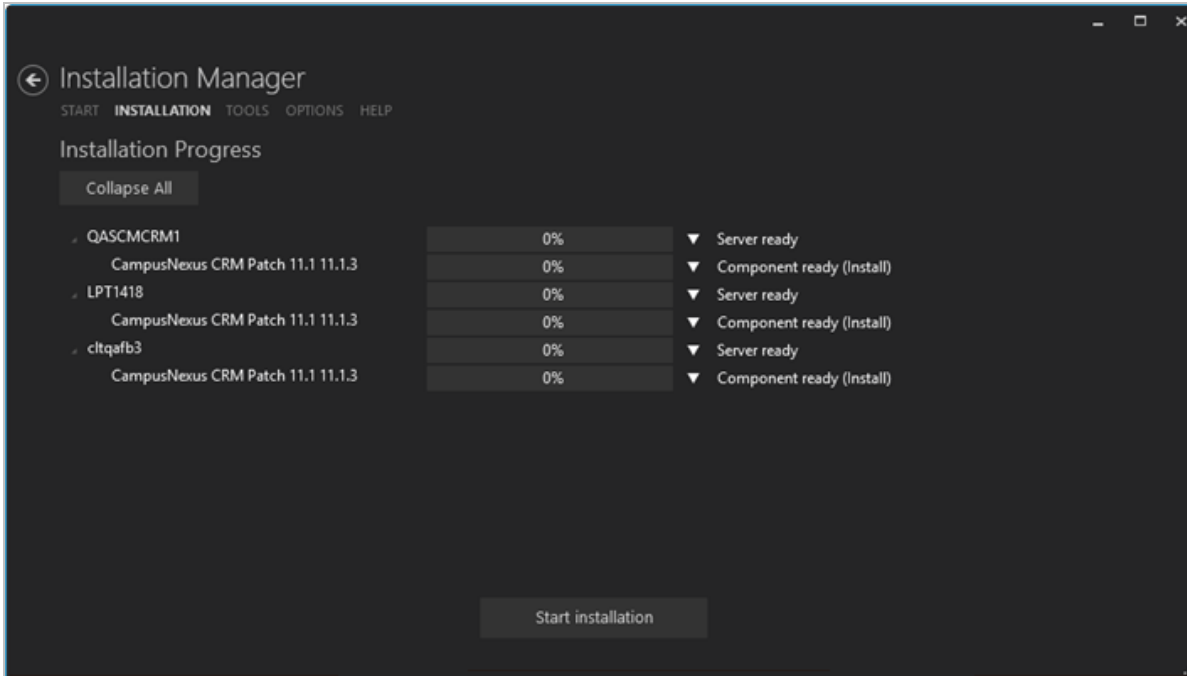 Installation Manager
START INSTALLATION TOOLS OPTIONS HELP
Installation Progress
Collapse All
QASCMCRM1 0% Server ready
CampusNexus CRM Patch 11.1 11.1.3 0% Component ready (Install)
LPT1418 0% Server ready
CampusNexus CRM Patch 11.1 11.1.3 0% Component ready (Install)
cltqafb3 0% Server ready
CampusNexus CRM Patch 11.1 11.1.3 0% Component ready (Install)
Start installation